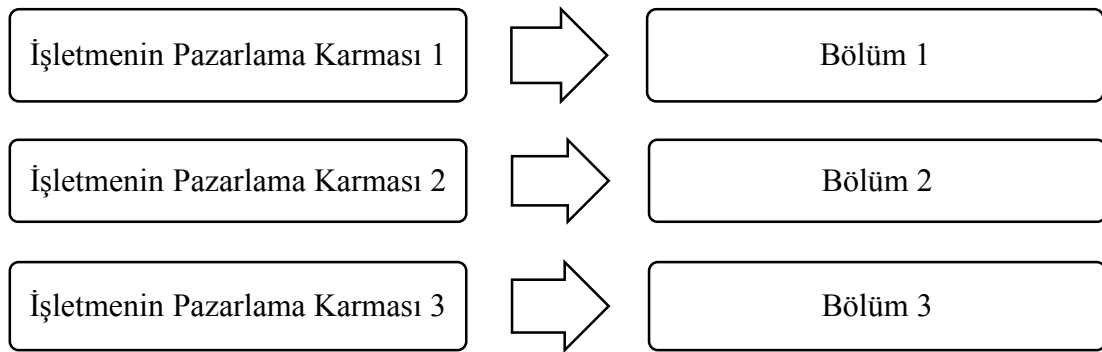 İşletmenin Pazarlama Karması 1
Bölüm 1
İşletmenin Pazarlama Karması 2
Bölüm 2
İşletmenin Pazarlama Karması 3
Bölüm 3